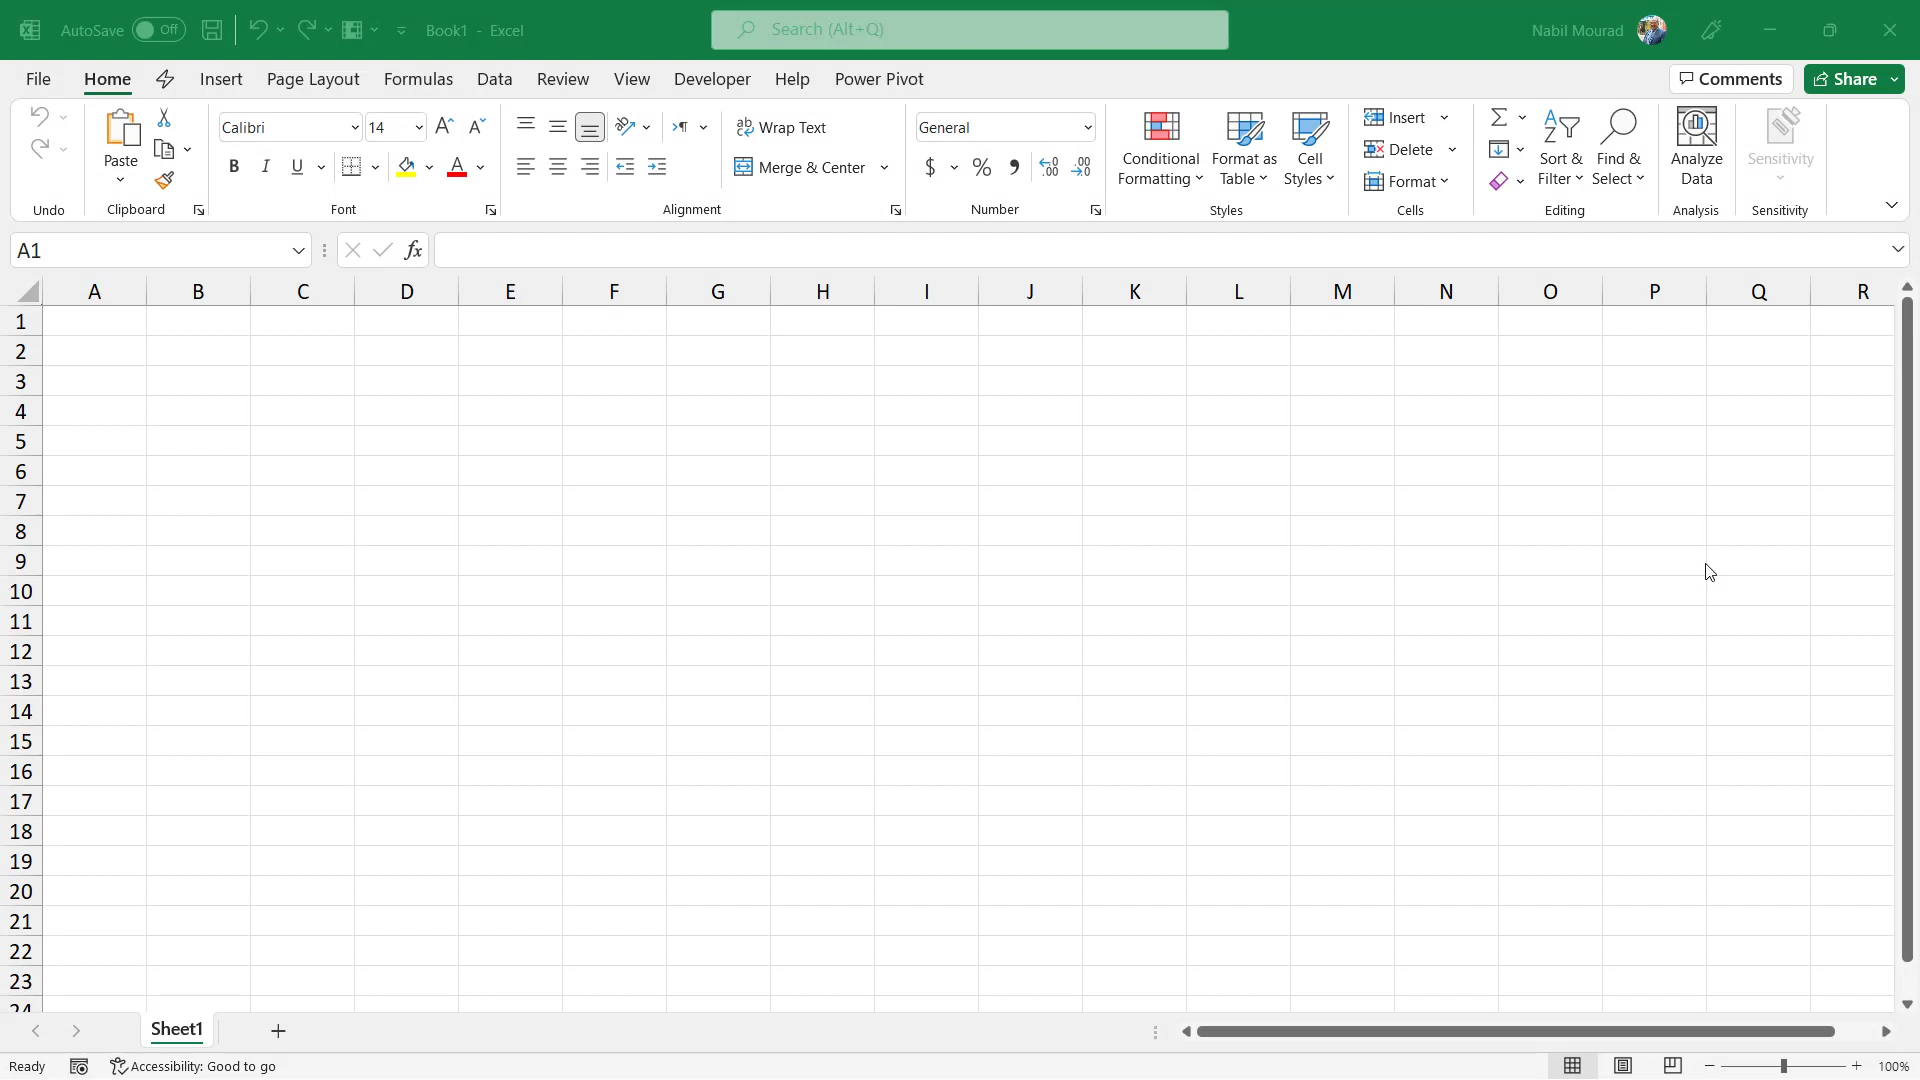 AutoSave Off Book1 - Excel Search (Alt+Q) Nabil Mourad
File Home Insert Page Layout Formulas Data Review View Developer Help Power Pivot Comments Share
Calibri 14 Wrap Text General Insert
Paste B I U Merge & Center $ % Conditional Formatting Format as Table Cell Styles Delete Sort & Filter Find & Select Analyze Data Sensitivity
Format
Undo Clipboard Font Alignment Number Styles Cells Editing Analysis Sensitivity
A1 fx
A B C D E F G H I J K L M N O P Q R
1
2
3
4
5
6
7
8
9
10
11
12
13
14
15
16
17
18
19
20
21
22
23
24
Sheet1
Ready Accessibility: Good to go 100%